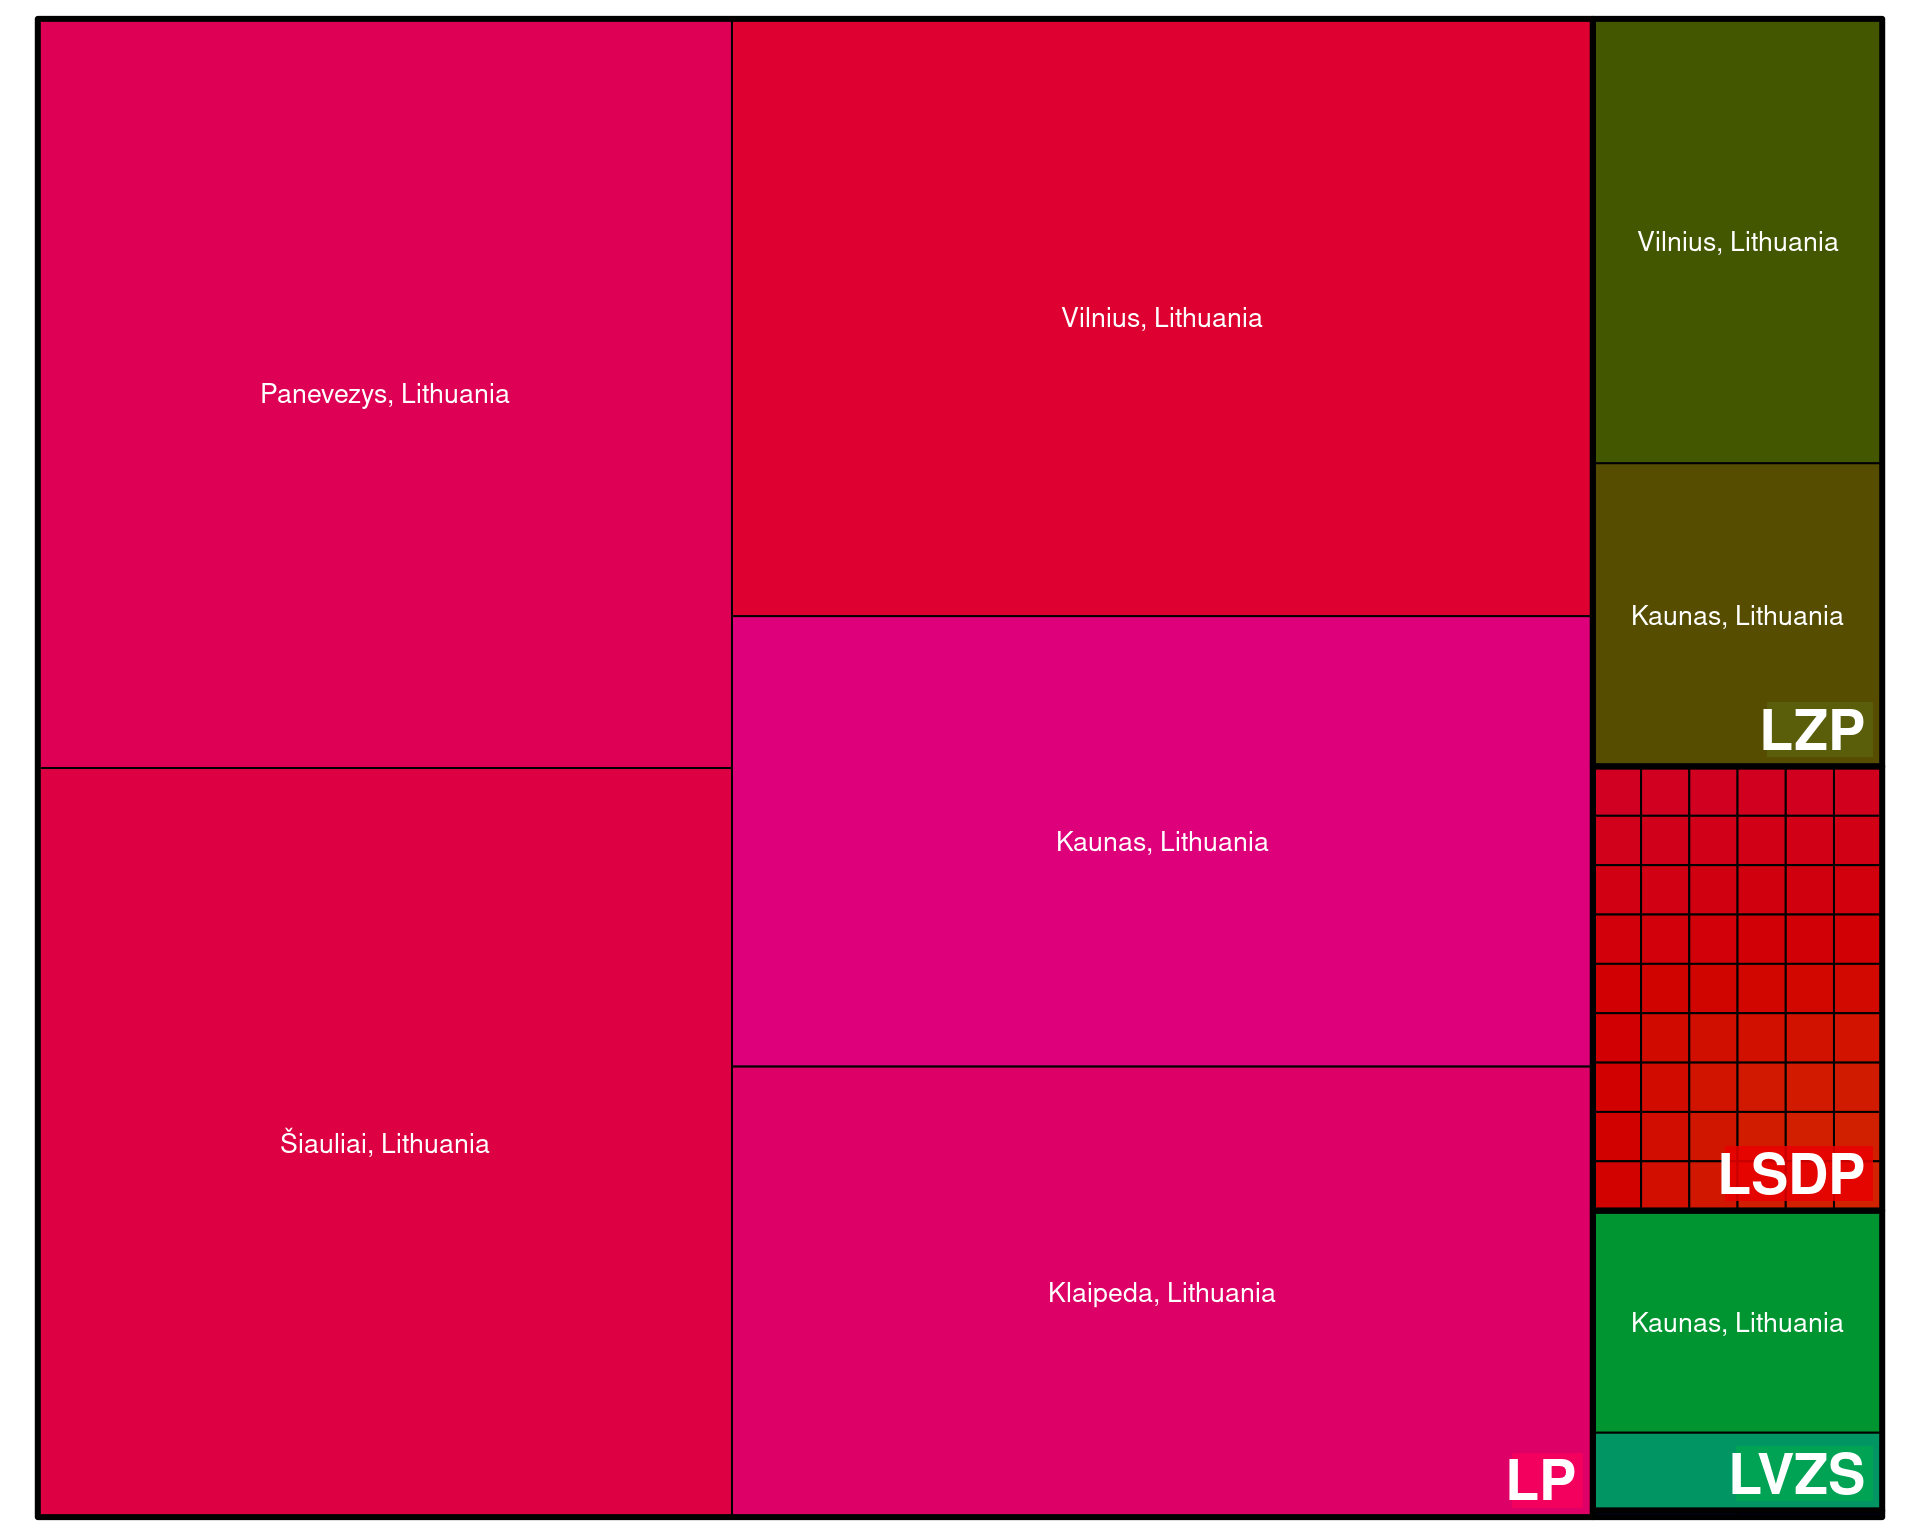 Panevezys, Lithuania
Šiauliai, Lithuania
Vilnius, Lithuania
Kaunas, Lithuania
Klaipeda, Lithuania
LP
Vilnius, Lithuania
Kaunas, Lithuania
LZP
LSDP
Kaunas, Lithuania
LVZS